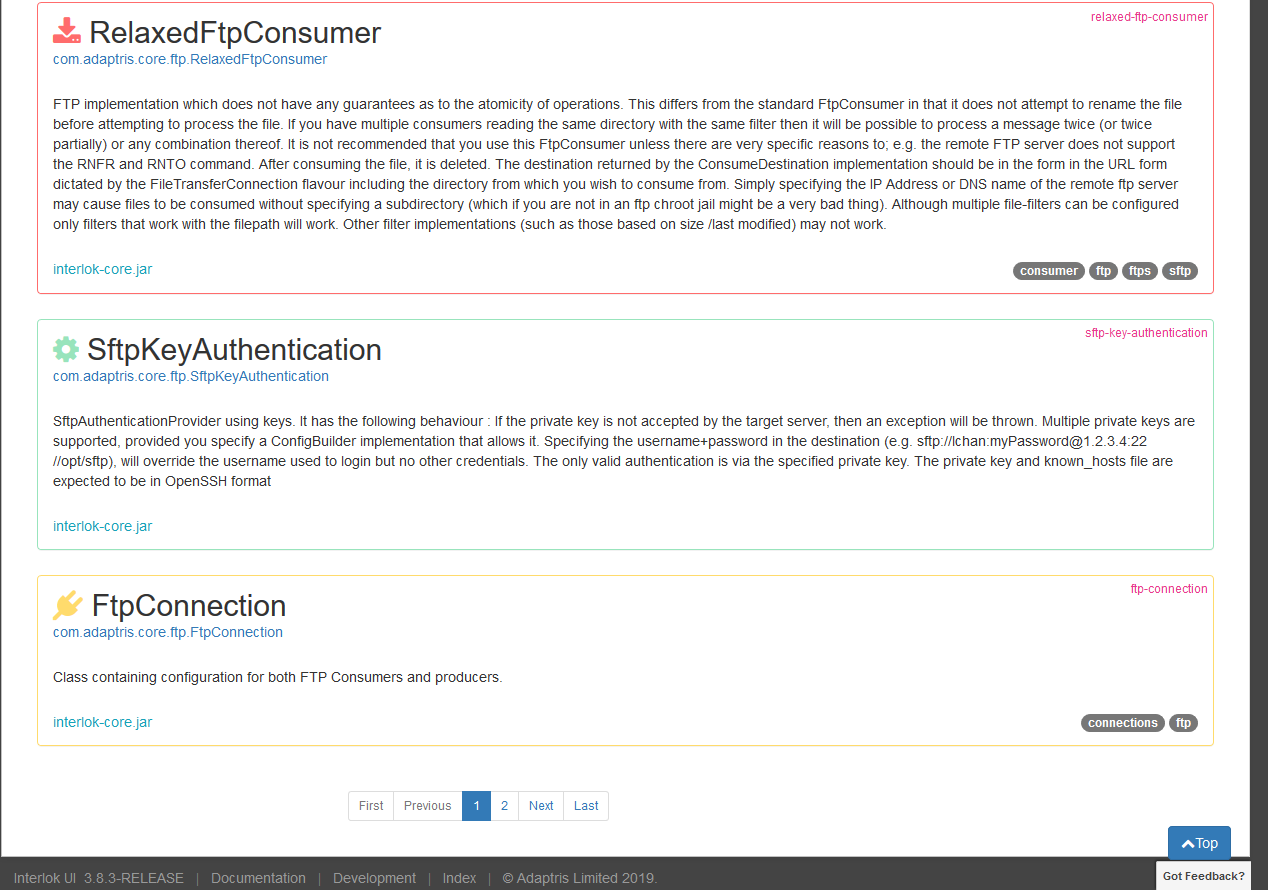 RelaxedFtpConsumer
relaxed-ftp-consumer
com.adaptris.core.ftp.RelaxedFtpConsumer
FTP implementation which does not have any guarantees as to the atomicity of operations. This differs from the standard FtpConsumer in that it does not attempt to rename the file
before attempting to process the file. If you have multiple consumers reading the same directory with the same filter then it will be possible to process a message twice (or twice
partially) or any combination thereof. It is not recommended that you use this FtpConsumer unless there are very specific reasons to; e.g. the remote FTP server does not support
the RNFR and RNTO command. After consuming the file, it is deleted. The destination returned by the ConsumeDestination implementation should be in the form in the URL form
dictated by the FileTransferConnection flavour including the directory from which you wish to consume from. Simply specifying the IP Address or DNS name of the remote ftp server
may cause files to be consumed without specifying a subdirectory (which if you are not in an ftp chroot jail might be a very bad thing). Although multiple file-filters can be configured
only filters that work with the filepath will work. Other filter implementations (such as those based on size /last modified) may not work.
interlok-core.jar
consumer ftp ftps sftp
SftpKeyAuthentication
sftp-key-authentication
com.adaptris.core.ftp.SftpKeyAuthentication
SftpAuthenticationProvider using keys. It has the following behaviour : If the private key is not accepted by the target server, then an exception will be thrown. Multiple private keys are
supported, provided you specify a ConfigBuilder implementation that allows it. Specifying the username+password in the destination (e.g. sftp://lchan:myPassword@1.2.3.4:22
//opt/sftp), will override the username used to login but no other credentials. The only valid authentication is via the specified private key. The private key and known_hosts file are
expected to be in OpenSSH format
interlok-core.jar
FtpConnection
ftp-connection
com.adaptris.core.ftp.FtpConnection
Class containing configuration for both FTP Consumers and producers.
interlok-core.jar
connections ftp
First Previous 1 2 Next Last
Top
Interlok UI 3.8.3-RELEASE | Documentation | Development | Index | © Adaptris Limited 2019.
Got Feedback?